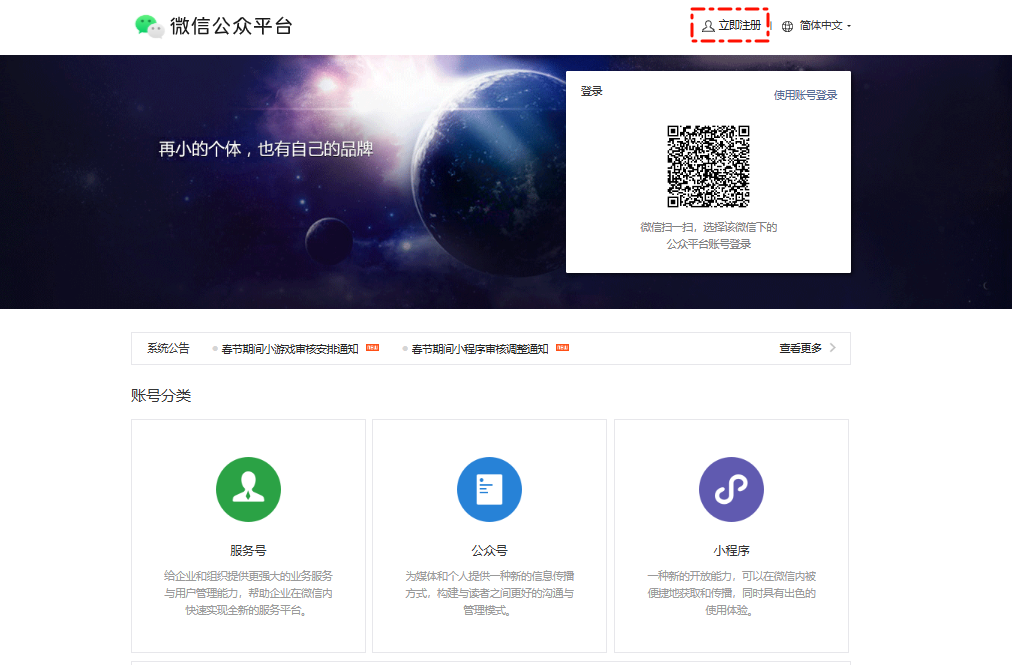 微信公众平台
立即注册
简体中文
登录
使用账号登录
再小的个体，也有自己的品牌
微信扫一扫，选择该微信下的
公众平台账号登录
系统公告
春节期间小游戏审核安排通知
春节期间小程序审核调整通知
查看更多
账号分类
服务号
给企业和组织提供更强大的业务服务
与用户管理能力，帮助企业在微信内
快速实现全新的服务平台。
公众号
为媒体和个人提供一种新的信息传播
方式，构建与读者之间更好的沟通与
管理模式。
小程序
一种新的开放能力，可以在微信内被
便捷地获取和传播，同时具有出色的
使用体验。